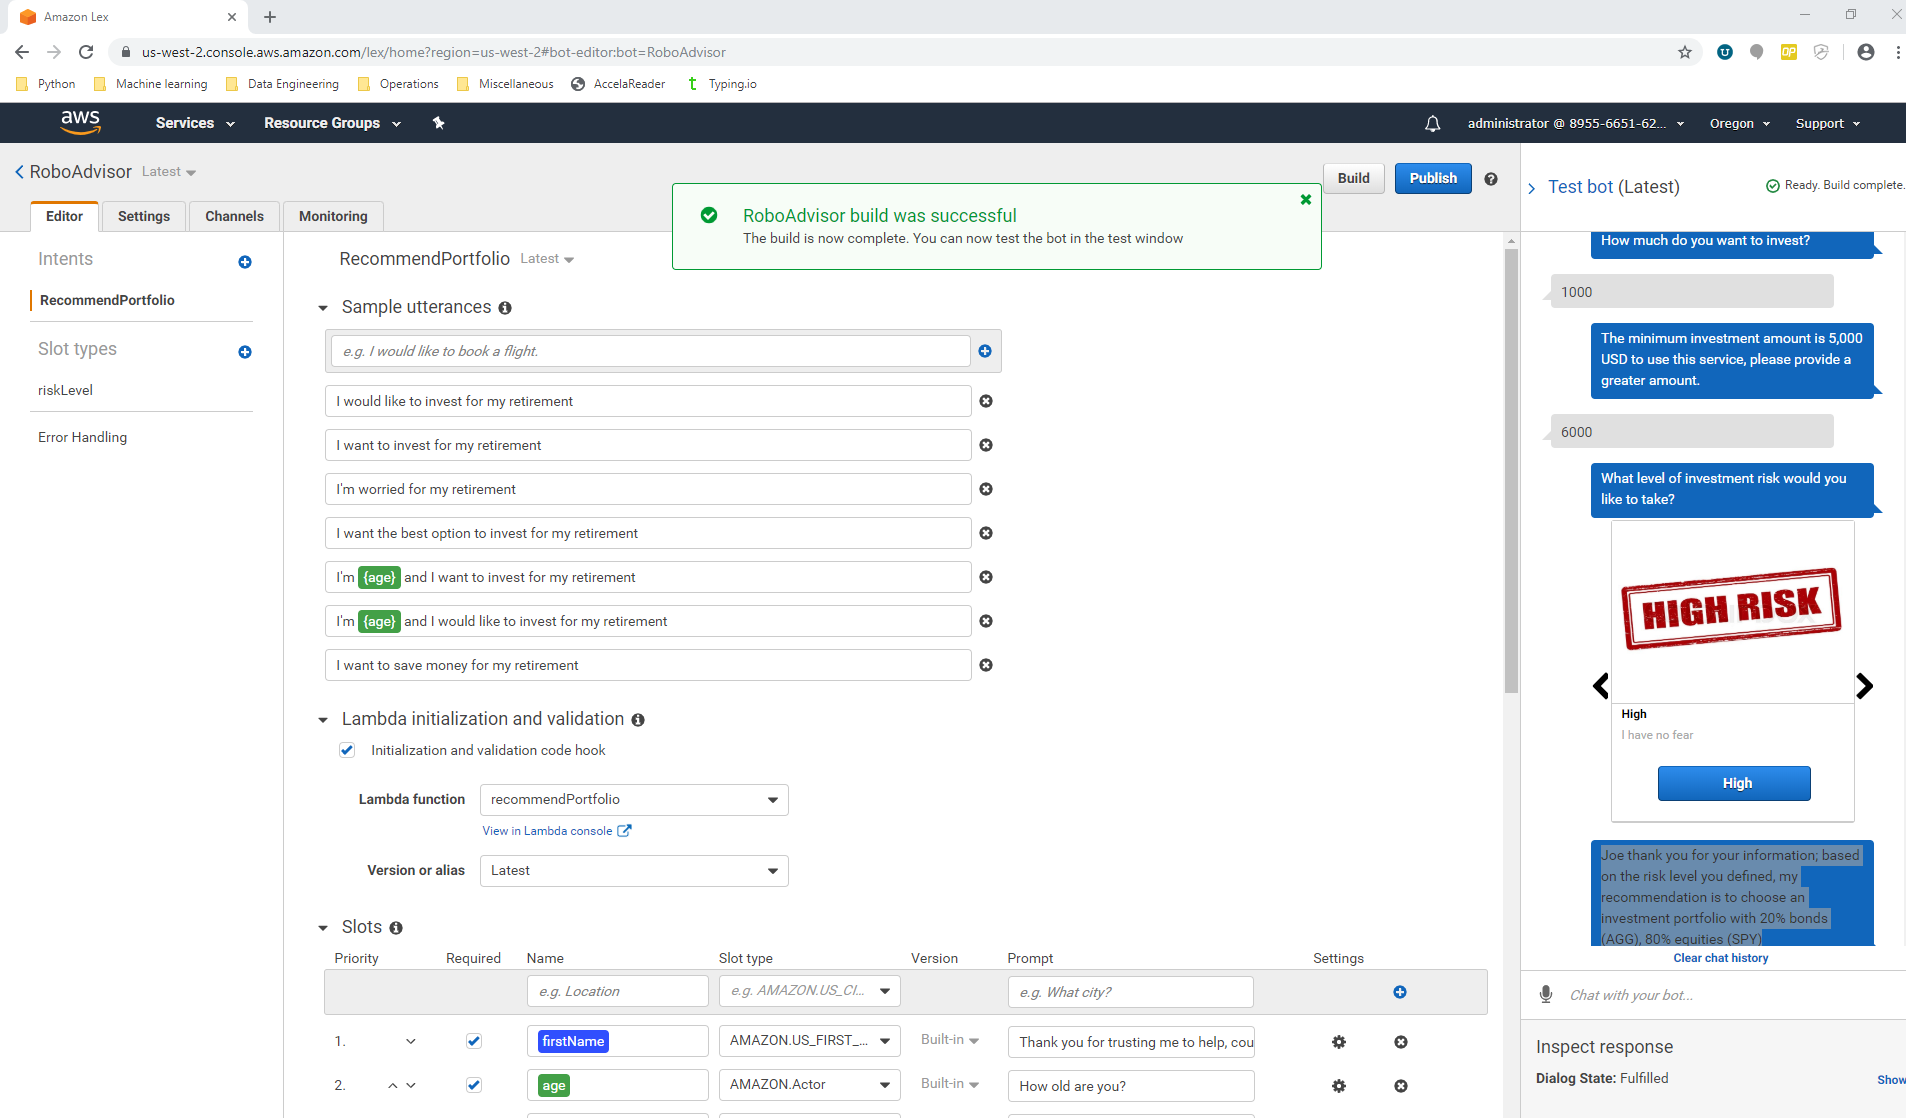 Amazon Lex
us-west-2.console.aws.amazon.com/lex/home?region=us-west-2#bot-editor:bot=RoboAdvisor
Python
Machine learning
Data Engineering
Operations
Miscellaneous
AccelaReader
Typing.io
aws
Services
Resource Groups
administrator @ 8955-6651-62...
Oregon
Support
RoboAdvisor
Latest
Build
Publish
Editor
Settings
Channels
Monitoring
RoboAdvisor build was successful
The build is now complete. You can now test the bot in the test window
Intents
RecommendPortfolio
Slot types
riskLevel
Error Handling
RecommendPortfolio
Latest
Sample utterances
e.g. I would like to book a flight.
I would like to invest for my retirement
I want to invest for my retirement
I'm worried for my retirement
I want the best option to invest for my retirement
I'm {age} and I want to invest for my retirement
I'm {age} and I would like to invest for my retirement
I want to save money for my retirement
Lambda initialization and validation
Initialization and validation code hook
Lambda function
recommendPortfolio
View in Lambda console
Version or alias
Latest
Slots
Priority Required Name Slot type Version Prompt Settings
e.g. Location e.g. AMAZON.US_CI... e.g. What city?
1. firstName AMAZON.US_FIRST_... Built-in Thank you for trusting me to help, cou
2. age AMAZON.Actor Built-in How old are you?
Test bot (Latest)
Ready. Build complete.
How much do you want to invest?
1000
The minimum investment amount is 5,000
USD to use this service, please provide a
greater amount.
6000
What level of investment risk would you
like to take?
HIGH RISK
High
I have no fear
High
Joe thank you for your information; based
on the risk level you defined, my
recommendation is to choose an
investment portfolio with 20% bonds
(AGG), 80% equities (SPY)
Clear chat history
Chat with your bot...
Inspect response
Dialog State: Fulfilled
Show